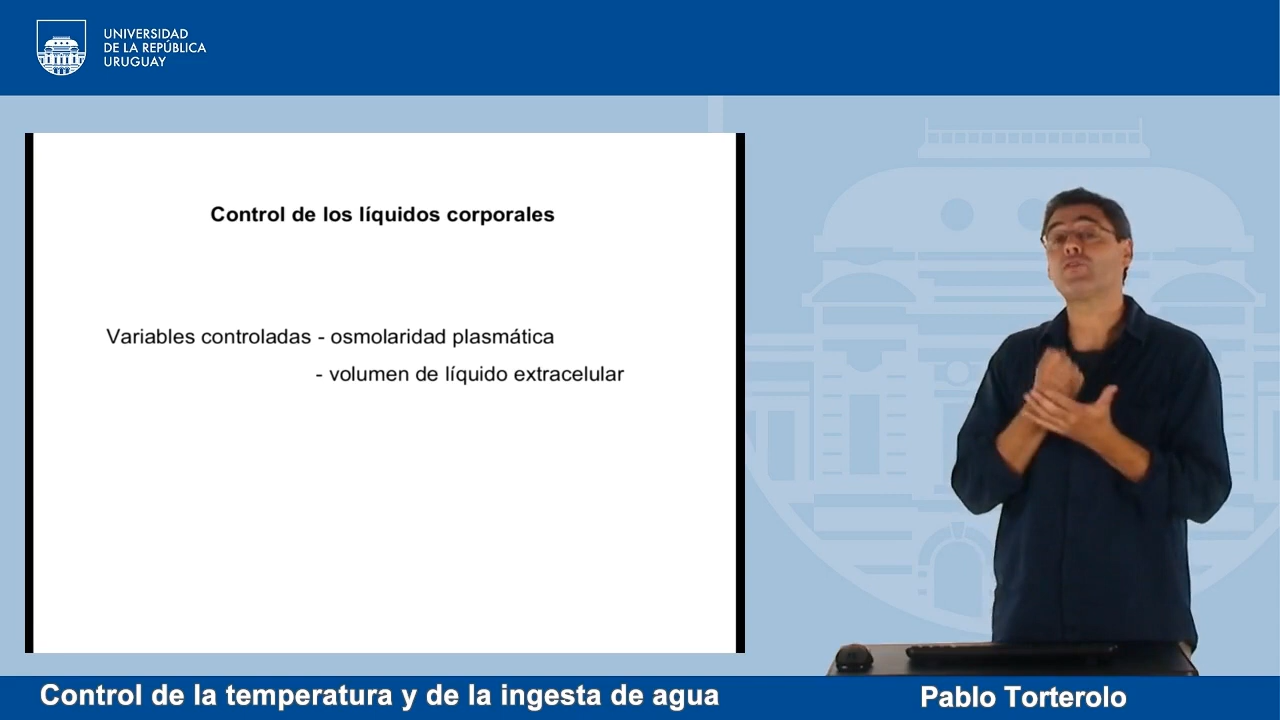 UNIVERSIDAD
DE LA REPÚBLICA
URUGUAY
Control de los líquidos corporales
Variables controladas - osmolaridad plasmática
- volumen de líquido extracelular
Control de la temperatura y de la ingesta de agua
Pablo Torterolo